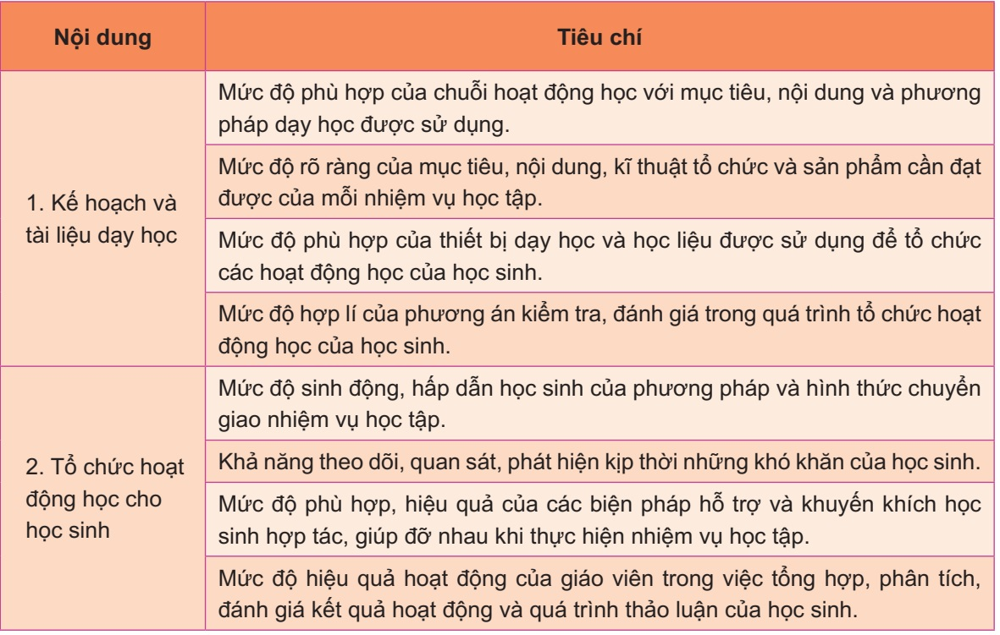 Nội dung
Tiêu chí
1. Kế hoạch và
tài liệu dạy học
Mức độ phù hợp của chuỗi hoạt động học với mục tiêu, nội dung và phương
pháp dạy học được sử dụng.
Mức độ rõ ràng của mục tiêu, nội dung, kĩ thuật tổ chức và sản phẩm cần đạt
được của mỗi nhiệm vụ học tập.
Mức độ phù hợp của thiết bị dạy học và học liệu được sử dụng để tổ chức
các hoạt động học của học sinh.
Mức độ hợp lí của phương án kiểm tra, đánh giá trong quá trình tổ chức hoạt
động học của học sinh.
2. Tổ chức hoạt
động học cho
học sinh
Mức độ sinh động, hấp dẫn học sinh của phương pháp và hình thức chuyển
giao nhiệm vụ học tập.
Khả năng theo dõi, quan sát, phát hiện kịp thời những khó khăn của học sinh.
Mức độ phù hợp, hiệu quả của các biện pháp hỗ trợ và khuyến khích học
sinh hợp tác, giúp đỡ nhau khi thực hiện nhiệm vụ học tập.
Mức độ hiệu quả hoạt động của giáo viên trong việc tổng hợp, phân tích,
đánh giá kết quả hoạt động và quá trình thảo luận của học sinh.